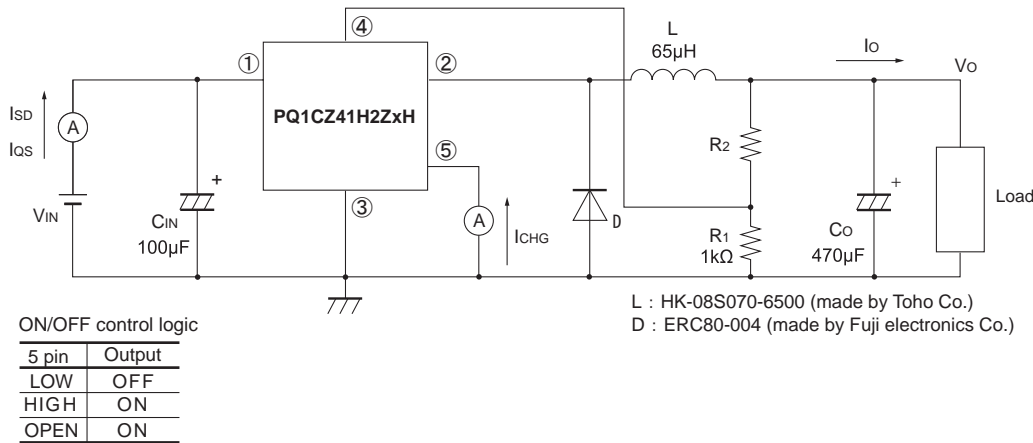 ④
L
65µH
IO
①
②
VO
ISD
A
IQS
PQ1CZ41H2ZxH
R2
⑤
+
VIN
CIN
100µF
③
A
ICHG
D
R1
1kΩ
+
CO
470µF
Load
L : HK-08S070-6500 (made by Toho Co.)
D : ERC80-004 (made by Fuji electronics Co.)
ON/OFF control logic
5 pin Output
LOW OFF
HIGH ON
OPEN ON